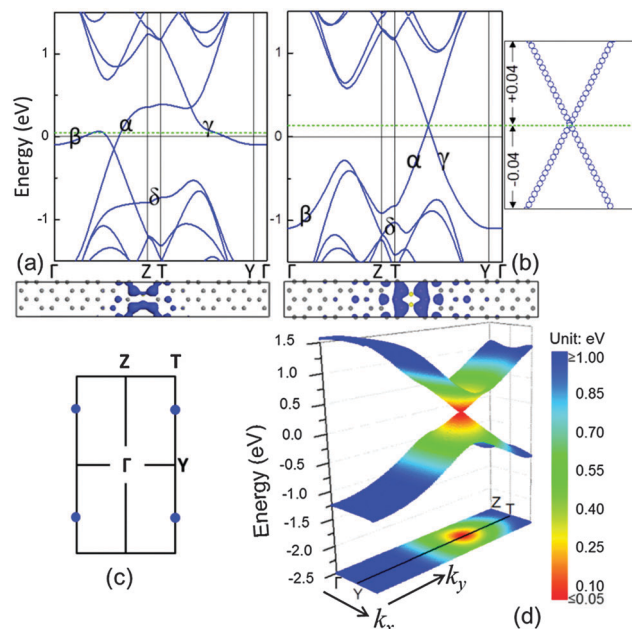 Energy (eV)
1
0
-1
β
α
γ
δ
(a)
Γ
Z
T
Y
Γ
β
α
γ
δ
(b)
Γ
Z
T
Y
Γ
+0.04
-0.04
Z
T
Γ
Y
(c)
Energy (eV)
1.5
1.0
0.5
0.0
-0.5
-1.0
-1.5
-2.0
-2.5
Γ
Y
Z
T
kx
ky
(d)
Unit: eV
≥1.00
0.85
0.70
0.55
0.40
0.25
0.10
≤0.05